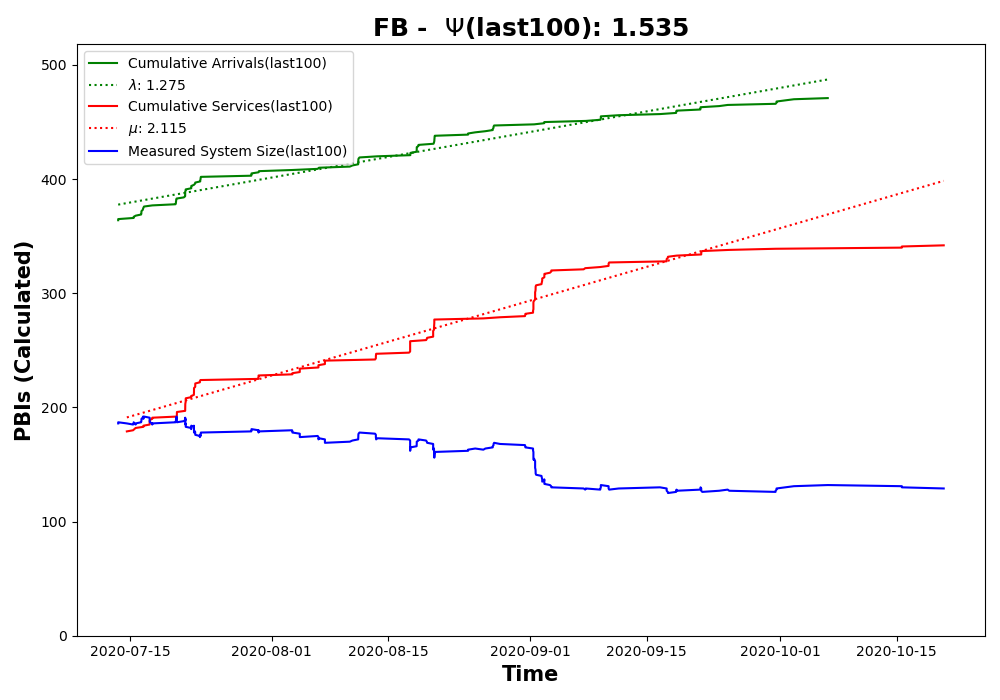 FB -  Ψ(last100): 1.535
Cumulative Arrivals(last100)
λ: 1.275
Cumulative Services(last100)
μ: 2.115
Measured System Size(last100)
PBIs (Calculated)
500
400
300
200
100
0
2020-07-15 2020-08-01 2020-08-15 2020-09-01 2020-09-15 2020-10-01 2020-10-15
Time